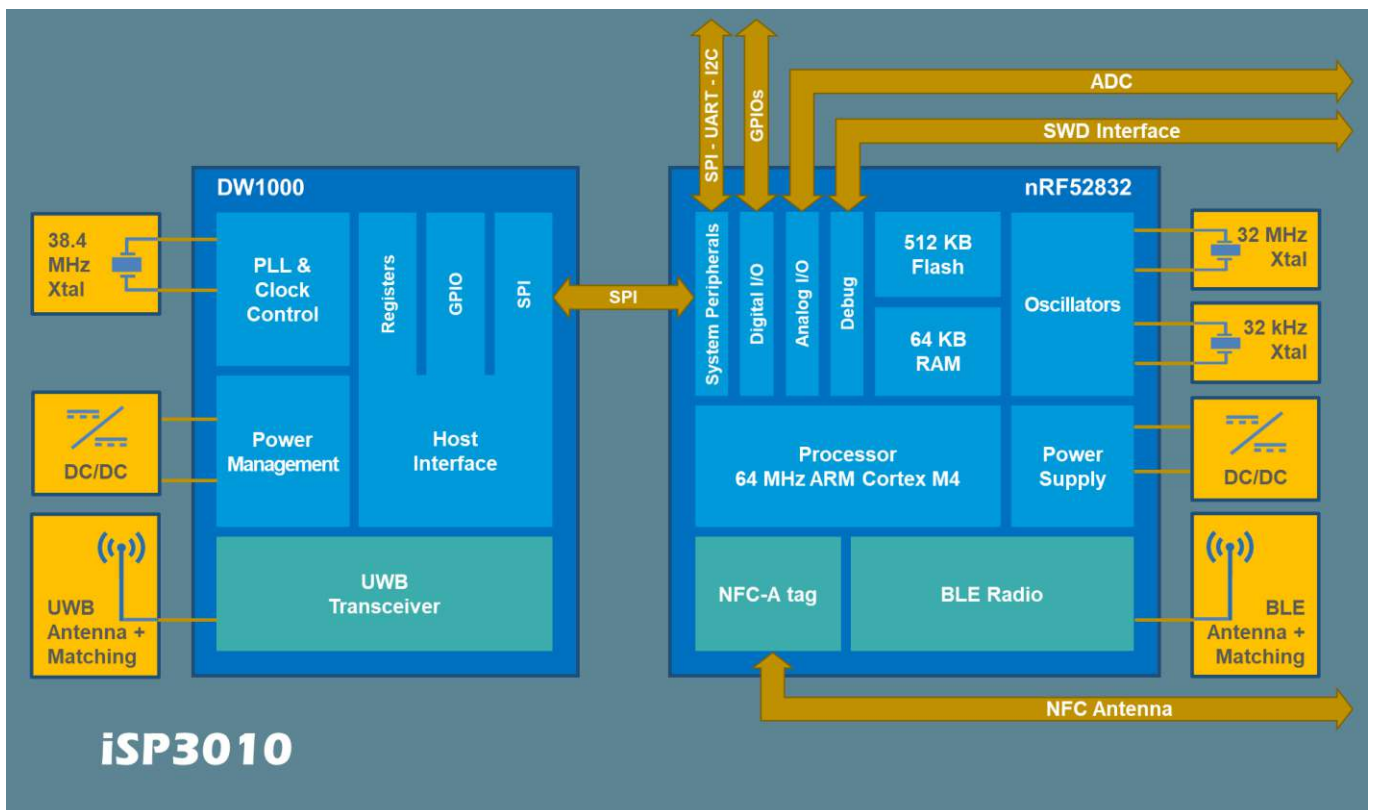 SPI - UART - I2C
GPIOs
ADC
SWD Interface
DW1000
38.4
MHz
Xtal
PLL &
Clock
Control
Registers
GPIO
SPI
Power
Management
Host
Interface
DC/DC
UWB
Transceiver
UWB
Antenna +
Matching
SPI
nRF52832
System Peripherals
Digital I/O
Analog I/O
Debug
512 KB
Flash
64 KB
RAM
Oscillators
32 MHz
Xtal
32 kHz
Xtal
Processor
64 MHz ARM Cortex M4
Power
Supply
DC/DC
NFC-A tag
BLE Radio
BLE
Antenna +
Matching
NFC Antenna
iSP3010